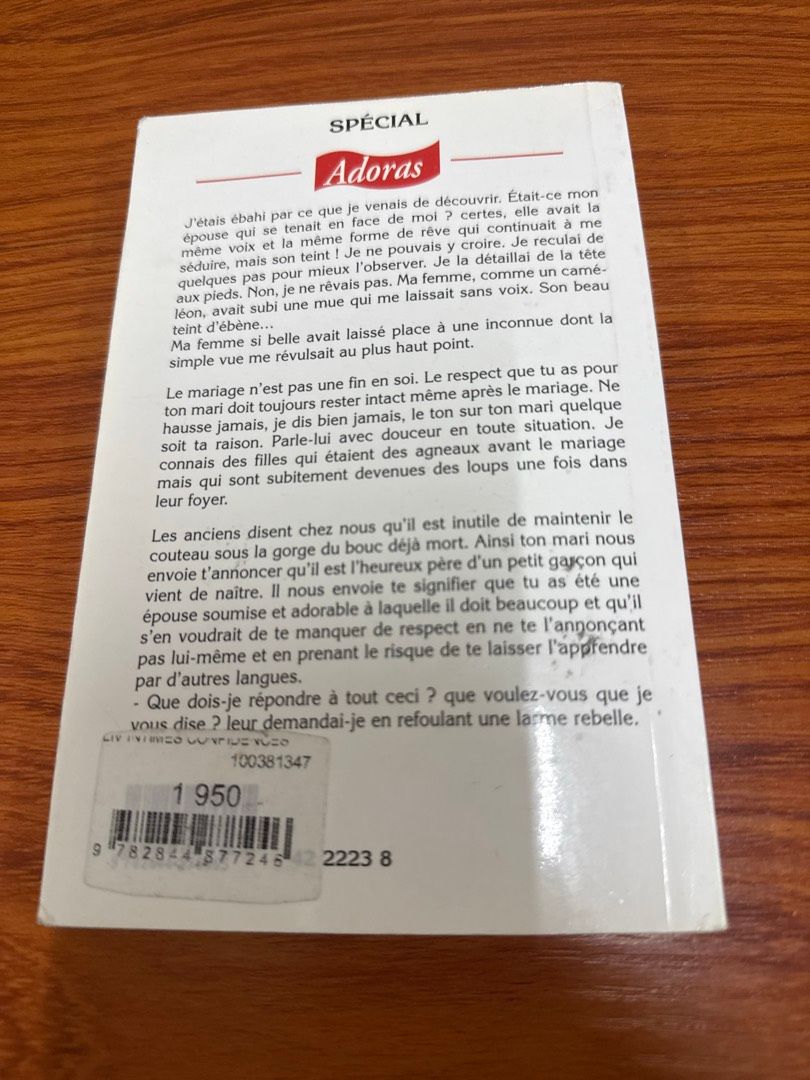 SPÉCIAL
Adoras
J'étais ébahi par ce que je venais de découvrir. Était-ce mon
épouse qui se tenait en face de moi ? certes, elle avait la
même voix et la même forme de rêve qui continuait à me
séduire, mais son teint ! Je ne pouvais y croire. Je reculai de
quelques pas pour mieux l'observer. Je la détaillai de la tête
aux pieds. Non, je ne rêvais pas. Ma femme, comme un camé-
léon, avait subi une mue qui me laissait sans voix. Son beau
teint d'ébène...
Ma femme si belle avait laissé place à une inconnue dont la
simple vue me révulsait au plus haut point.
Le mariage n'est pas une fin en soi. Le respect que tu as pour
ton mari doit toujours rester intact même après le mariage. Ne
hausse jamais, je dis bien jamais, le ton sur ton mari quelque
soit ta raison. Parle-lui avec douceur en toute situation. Je
connais des filles qui étaient des agneaux avant le mariage
mais qui sont subitement devenues des loups une fois dans
leur foyer.
Les anciens disent chez nous qu'il est inutile de maintenir le
couteau sous la gorge du bouc déjà mort. Ainsi ton mari nous
envoie t'annoncer qu'il est l'heureux père d'un petit garçon qui
vient de naître. Il nous envoie te signifier que tu as été une
épouse soumise et adorable à laquelle il doit beaucoup et qu'il
s'en voudrait de te manquer de respect en ne te l'annonçant
pas lui-même et en prenant le risque de te laisser l'apprendre
par d'autres langues.
- Que dois-je répondre à tout ceci ? que voulez-vous que je
vous dise ? leur demandai-je en refoulant une larme rebelle.
LIV INTIMES CONFIDENCES
100381347
1 950
9 782844 877246
42 2223 8